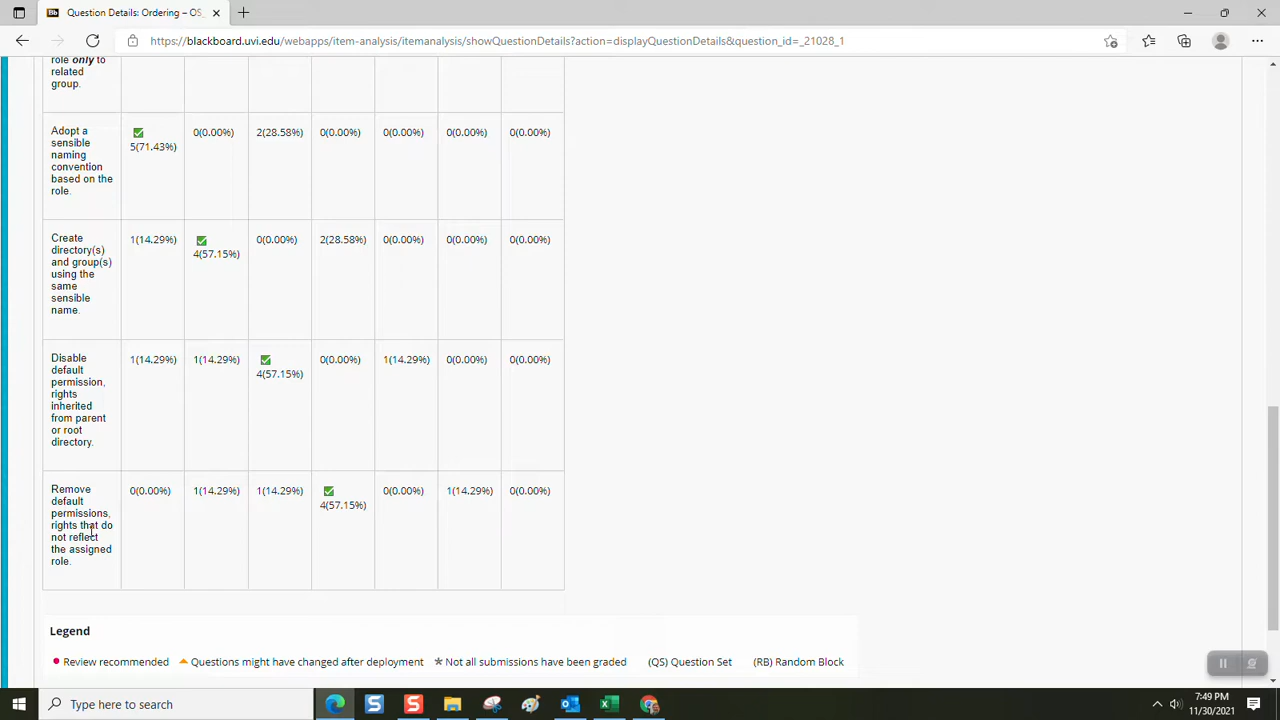 Question Details: Ordering – OS_
https://blackboard.uvi.edu/webapps/item-analysis/itemanalysis/showQuestionDetails?action=displayQuestionDetails&question_id=_21028_1
role only to
related
group.
Adopt a
sensible
naming
convention
based on the
role.
5(71.43%)
0(0.00%)
2(28.58%)
0(0.00%)
0(0.00%)
0(0.00%)
0(0.00%)
Create
directory(s)
and group(s)
using the
same
sensible
name.
1(14.29%)
4(57.15%)
0(0.00%)
2(28.58%)
0(0.00%)
0(0.00%)
0(0.00%)
Disable
default
permission,
rights
inherited
from parent
or root
directory.
1(14.29%)
1(14.29%)
4(57.15%)
0(0.00%)
1(14.29%)
0(0.00%)
0(0.00%)
Remove
default
permissions,
rights that do
not reflect
the assigned
role.
0(0.00%)
1(14.29%)
1(14.29%)
4(57.15%)
0(0.00%)
1(14.29%)
0(0.00%)
Legend
Review recommended
Questions might have changed after deployment
Not all submissions have been graded
(QS) Question Set
(RB) Random Block
Type here to search
7:49 PM
11/30/2021